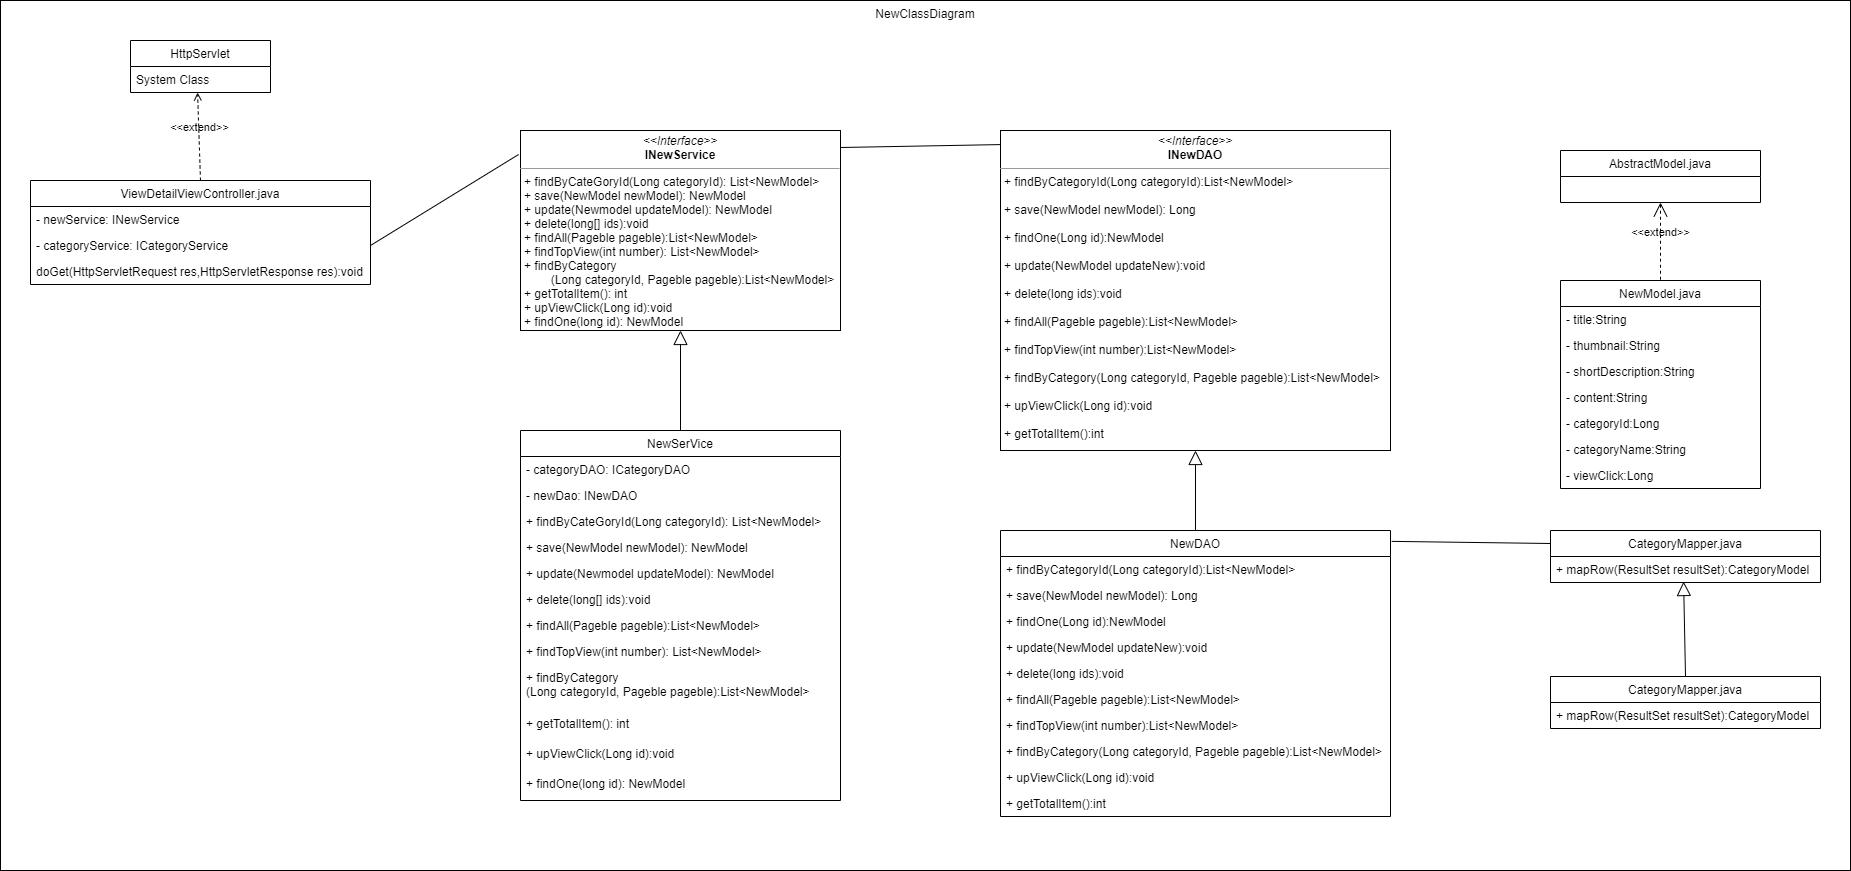 NewClassDiagram
HttpServlet
System Class
<<extend>>
ViewDetailViewController.java
- newService: INewService
- categoryService: ICategoryService
doGet(HttpServletRequest res,HttpServletResponse res):void
<<Interface>>
INewService
+ findByCateGoryId(Long categoryId): List<NewModel>
+ save(NewModel newModel): NewModel
+ update(Newmodel updateModel): NewModel
+ delete(long[] ids):void
+ findAll(Pageble pageble):List<NewModel>
+ findTopView(int number): List<NewModel>
+ findByCategory
(Long categoryId, Pageble pageble):List<NewModel>
+ getTotalItem(): int
+ upViewClick(Long id):void
+ findOne(long id): NewModel
NewSerVice
- categoryDAO: ICategoryDAO
- newDao: INewDAO
+ findByCateGoryId(Long categoryId): List<NewModel>
+ save(NewModel newModel): NewModel
+ update(Newmodel updateModel): NewModel
+ delete(long[] ids):void
+ findAll(Pageble pageble):List<NewModel>
+ findTopView(int number): List<NewModel>
+ findByCategory
(Long categoryId, Pageble pageble):List<NewModel>
+ getTotalItem(): int
+ upViewClick(Long id):void
+ findOne(long id): NewModel
<<Interface>>
INewDAO
+ findByCategoryId(Long categoryId):List<NewModel>
+ save(NewModel newModel): Long
+ findOne(Long id):NewModel
+ update(NewModel updateNew):void
+ delete(long ids):void
+ findAll(Pageble pageble):List<NewModel>
+ findTopView(int number):List<NewModel>
+ findByCategory(Long categoryId, Pageble pageble):List<NewModel>
+ upViewClick(Long id):void
+ getTotalItem():int
NewDAO
+ findByCategoryId(Long categoryId):List<NewModel>
+ save(NewModel newModel): Long
+ findOne(Long id):NewModel
+ update(NewModel updateNew):void
+ delete(long ids):void
+ findAll(Pageble pageble):List<NewModel>
+ findTopView(int number):List<NewModel>
+ findByCategory(Long categoryId, Pageble pageble):List<NewModel>
+ upViewClick(Long id):void
+ getTotalItem():int
AbstractModel.java
<<extend>>
NewModel.java
- title:String
- thumbnail:String
- shortDescription:String
- content:String
- categoryId:Long
- categoryName:String
- viewClick:Long
CategoryMapper.java
+ mapRow(ResultSet resultSet):CategoryModel
CategoryMapper.java
+ mapRow(ResultSet resultSet):CategoryModel